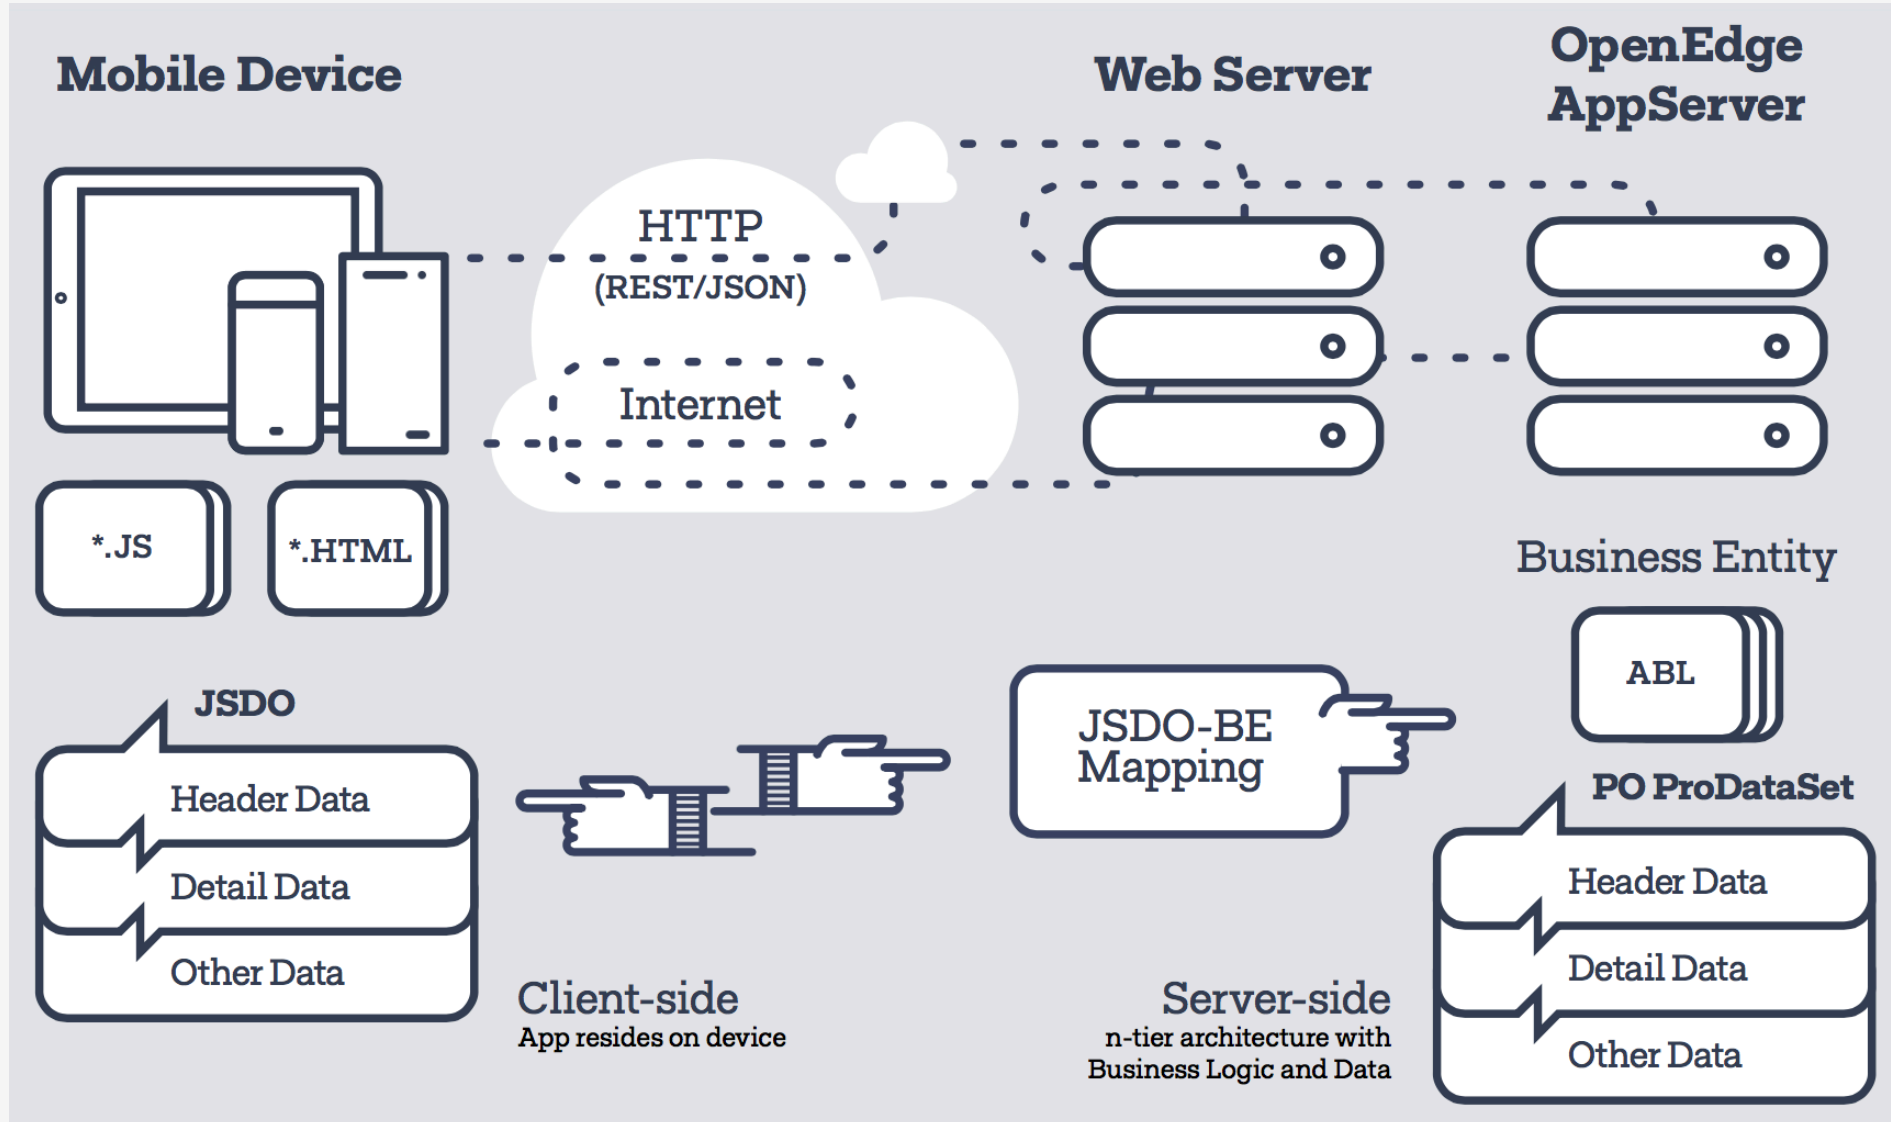 Mobile Device
Web Server
OpenEdge
AppServer
HTTP
(REST/JSON)
Internet
*.JS
*.HTML
Business Entity
ABL
JSDO
Header Data
Detail Data
Other Data
JSDO-BE
Mapping
PO ProDataSet
Header Data
Detail Data
Other Data
Client-side
App resides on device
Server-side
n-tier architecture with
Business Logic and Data